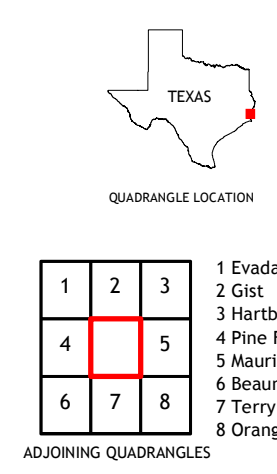 TEXAS
QUADRANGLE LOCATION
1 2 3
4 5
6 7 8
1 Evada
2 Gist
3 Hartb
4 Pine
5 Mauri
6 Beau
7 Terry
8 Orang
ADJOINING QUADRANGLES